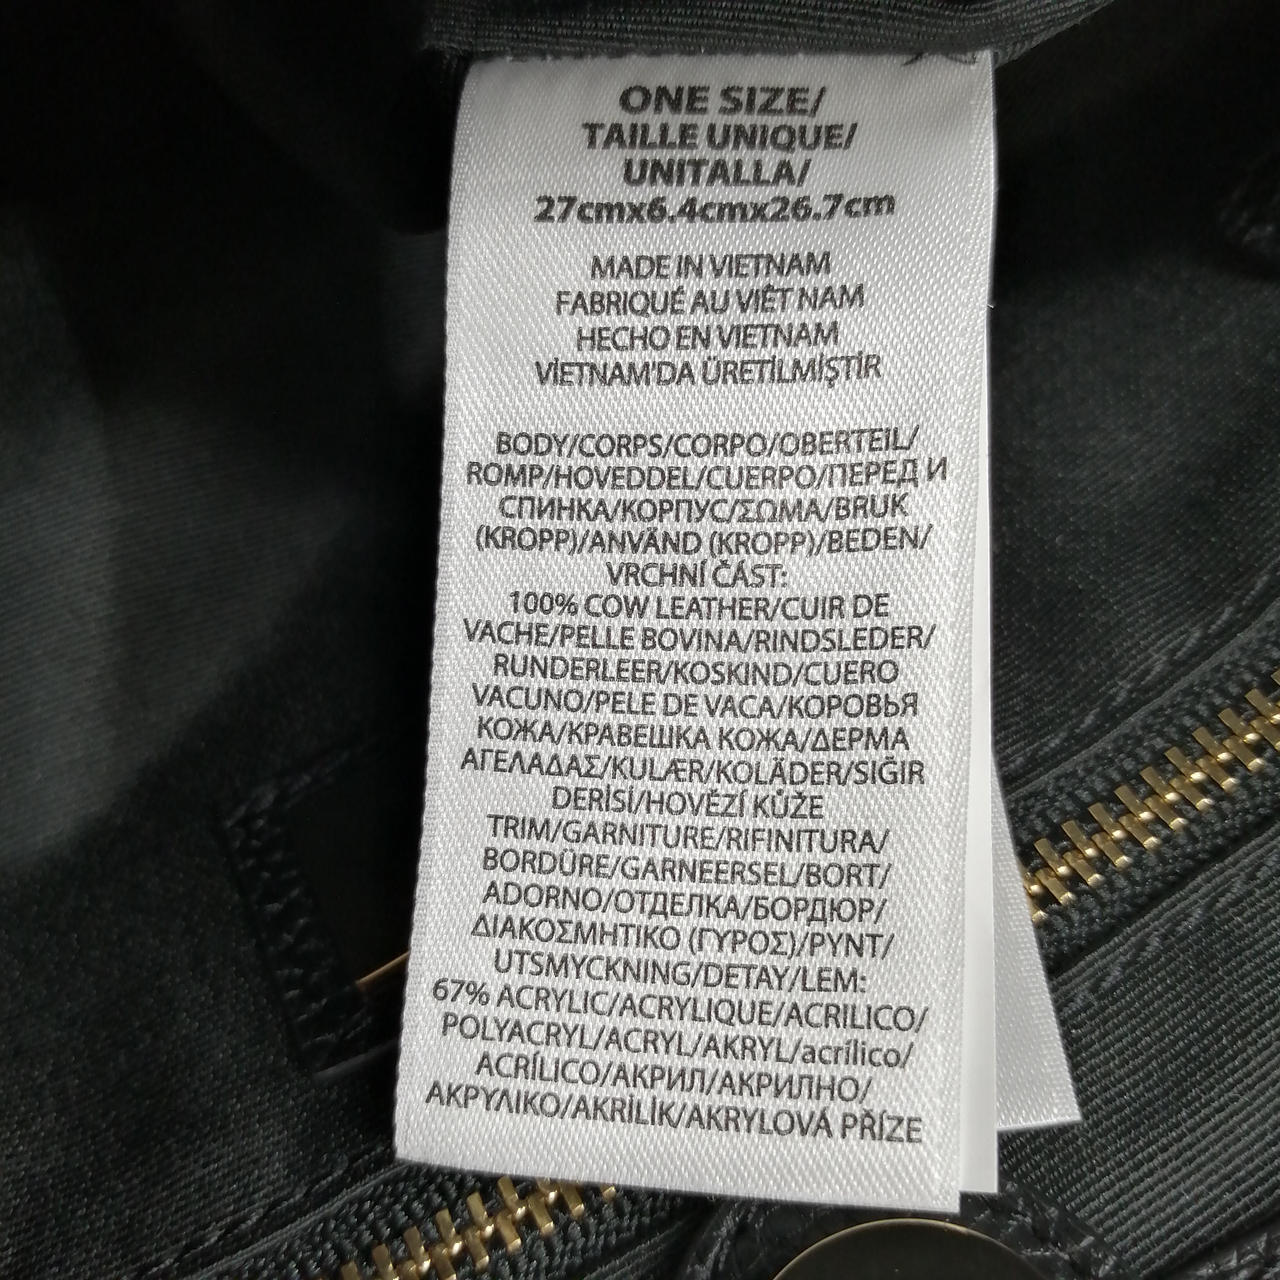 ONE SIZE/
TAILLE UNIQUE/
UNITALLA/
27cmx6.4cmx26.7cm
MADE IN VIETNAM
FABRIQUÉ AU VIÊT NAM
HECHO EN VIETNAM
VİETNAM'DA ÜRETİLMİŞTİR
BODY/CORPS/CORPO/OBERTEIL/
ROMP/HOVEDDEL/CUERPO/ПЕРЕД И
СПИНКА/КОРПУС/ΣΩΜΑ/BRUK
(KROPP)/ANVÄND (KROPP)/BEDEN/
VRCHNÍ ČÁST:
100% COW LEATHER/CUIR DE
VACHE/PELLE BOVINA/RINDSLEDER/
RUNDERLEER/KOSKIND/CUERO
VACUNO/PELE DE VACA/КОРОВЬЯ
КОЖА/КРАВЕШКА КОЖА/ΔΕΡΜΑ
ΑΓΕΛΑΔΑΣ/KULÆR/KOLÄDER/SIĞIR
DERİSİ/HOVĚZÍ KŮŽE
TRIM/GARNITURE/RIFINITURA/
BORDÜRE/GARNEERSEL/BORT/
ADORNO/ОТДЕЛКА/БОРДЮР/
ΔΙΑΚΟΣΜΗΤΙΚΟ (ΓΥΡΟΣ)/PYNT/
UTSMYCKNING/DETAY/LEM:
67% ACRYLIC/ACRYLIQUE/ACRILICO/
POLYACRYL/ACRYL/AKRYL/acrílico/
ACRÍLICO/АКРИЛ/АКРИЛНО/
ΑΚΡΥΛΙΚΟ/AKRİLİK/AKRYLOVÁ PŘÍZE